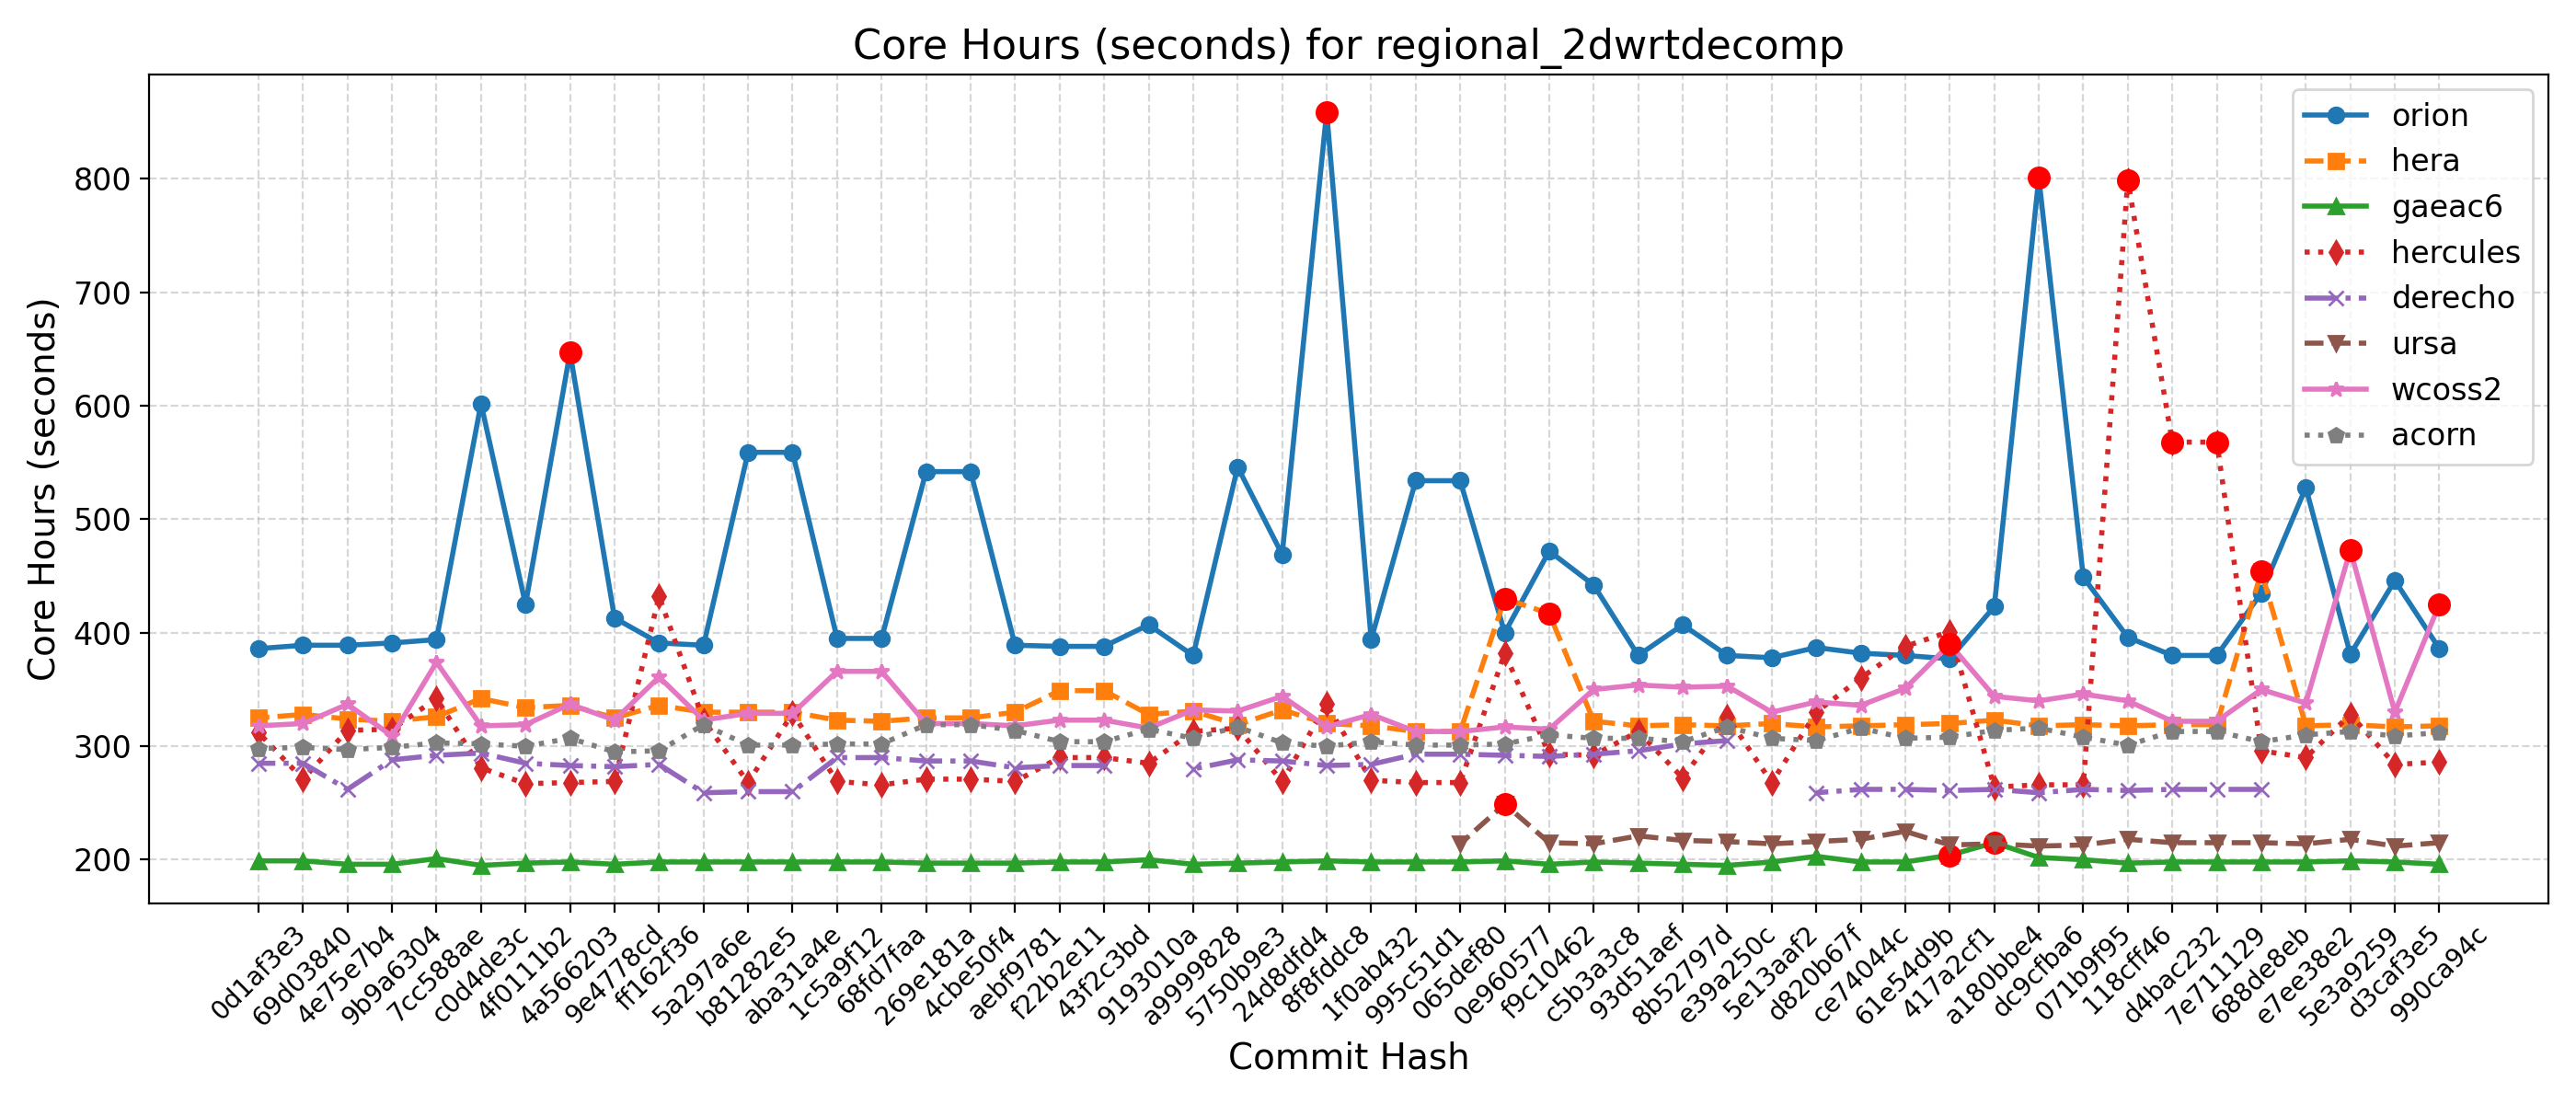 Core Hours (seconds) for regional_2dwrtdecomp
Core Hours (seconds)
800
700
600
500
400
300
200
orion
hera
gaeac6
hercules
derecho
ursa
wcoss2
acorn
0d1af3e3
69d03840
4e75e7b4
9b9a6304
7cc588ae
c0d4de3c
4f0111b2
4a566203
9e4778cd
ff162f36
5a297a6e
b81282e5
aba31a4e
1c5a9f12
68fd7faa
269e181a
4cbe50f4
aebf9781
f22b2e11
43f2c3bd
9193010a
a9999828
5750b9e3
24d8dfd4
8f8fddc8
1f0ab432
995c51d1
065def80
0e960577
f9c10462
c5b3a3c8
93d51aef
8b52797d
e39a250c
5e13aaf2
d820b67f
ce74044c
61e54d9b
417a2cf1
a180bbe4
dc9cfba6
071b9f95
118cff46
d4bac232
7e711129
688de8eb
e7ee38e2
5e3a9259
d3caf3e5
990ca94c
Commit Hash